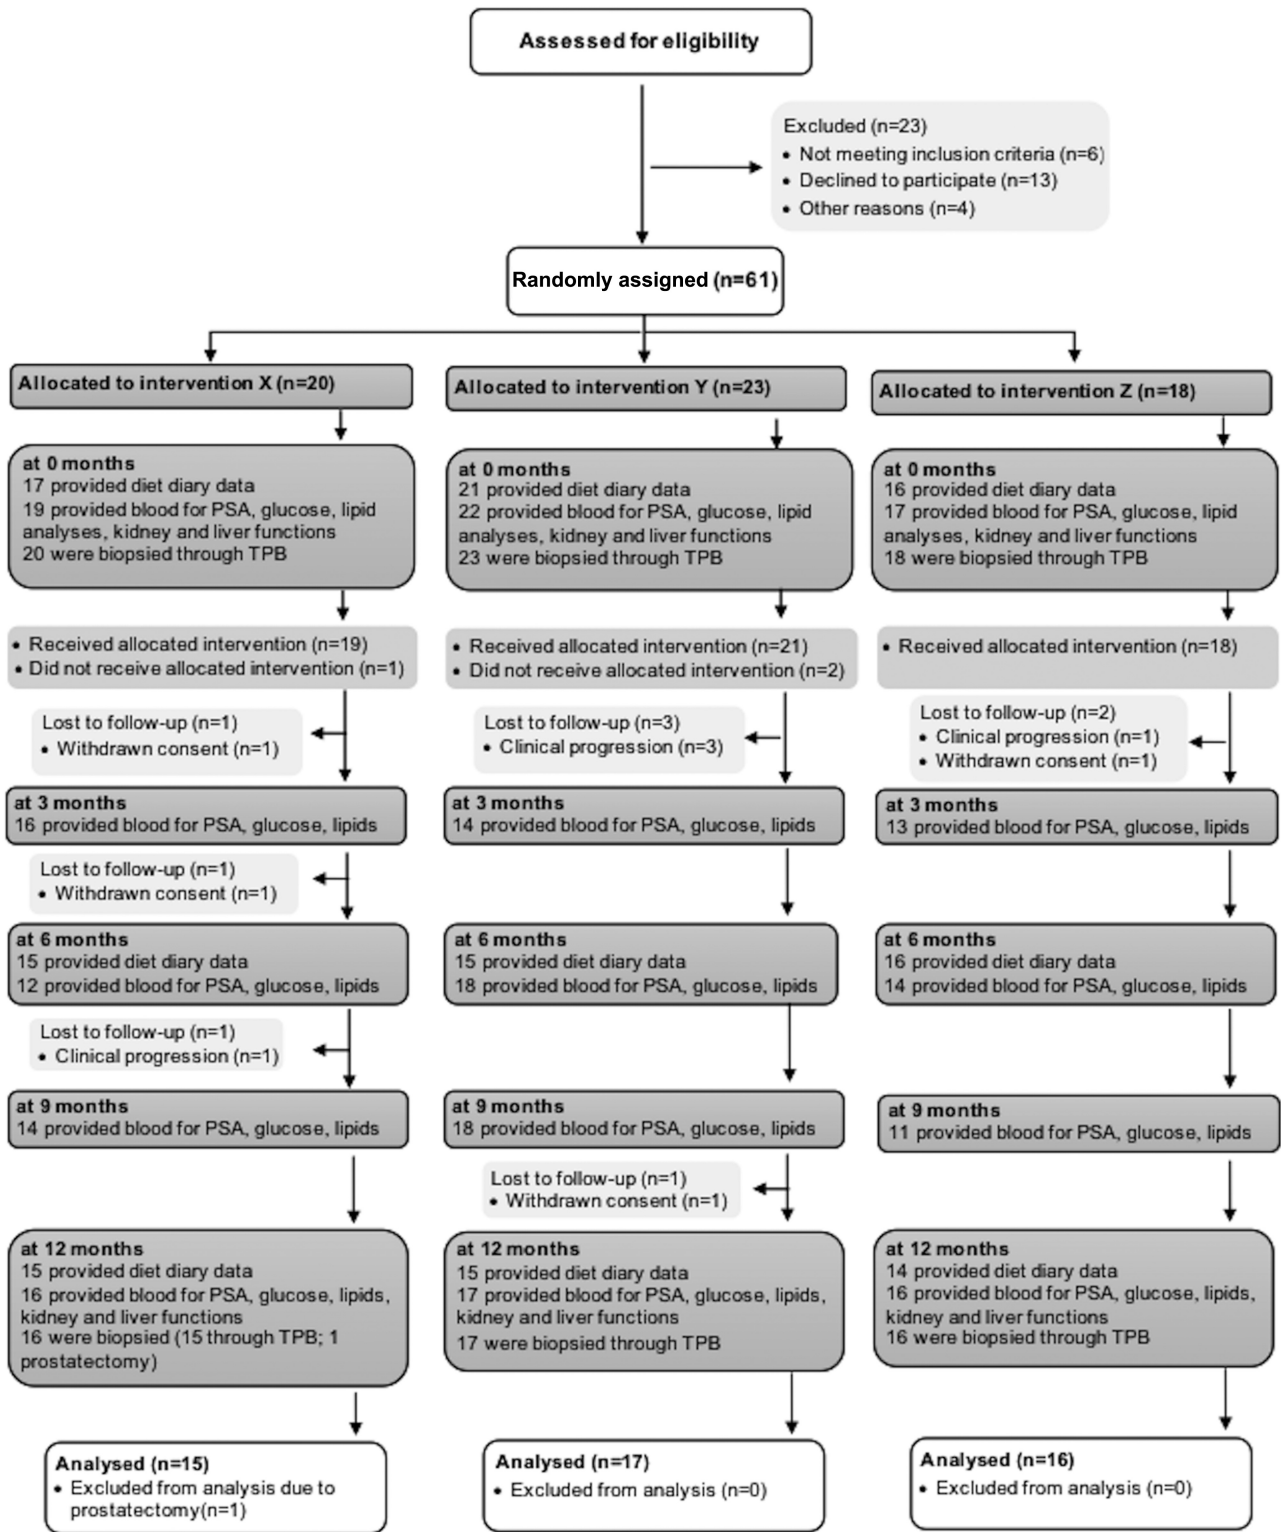 Assessed for eligibility
Excluded (n=23)
• Not meeting inclusion criteria (n=6)
• Declined to participate (n=13)
• Other reasons (n=4)
Randomly assigned (n=61)
Allocated to intervention X (n=20)
at 0 months
17 provided diet diary data
19 provided blood for PSA, glucose, lipid
analyses, kidney and liver functions
20 were biopsied through TPB
• Received allocated intervention (n=19)
• Did not receive allocated intervention (n=1)
Lost to follow-up (n=1)
• Withdrawn consent (n=1)
at 3 months
16 provided blood for PSA, glucose, lipids
Lost to follow-up (n=1)
• Withdrawn consent (n=1)
at 6 months
15 provided diet diary data
12 provided blood for PSA, glucose, lipids
Lost to follow-up (n=1)
• Clinical progression (n=1)
at 9 months
14 provided blood for PSA, glucose, lipids
at 12 months
15 provided diet diary data
16 provided blood for PSA, glucose, lipids,
kidney and liver functions
16 were biopsied (15 through TPB; 1
prostatectomy)
Analysed (n=15)
• Excluded from analysis due to
prostatectomy(n=1)
Allocated to intervention Y (n=23)
at 0 months
21 provided diet diary data
22 provided blood for PSA, glucose, lipid
analyses, kidney and liver functions
23 were biopsied through TPB
• Received allocated intervention (n=21)
• Did not receive allocated intervention (n=2)
Lost to follow-up (n=3)
• Clinical progression (n=3)
at 3 months
14 provided blood for PSA, glucose, lipids
at 6 months
15 provided diet diary data
18 provided blood for PSA, glucose, lipids
at 9 months
18 provided blood for PSA, glucose, lipids
Lost to follow-up (n=1)
• Withdrawn consent (n=1)
at 12 months
15 provided diet diary data
17 provided blood for PSA, glucose, lipids,
kidney and liver functions
17 were biopsied through TPB
Analysed (n=17)
• Excluded from analysis (n=0)
Allocated to intervention Z (n=18)
at 0 months
16 provided diet diary data
17 provided blood for PSA, glucose, lipid
analyses, kidney and liver functions
18 were biopsied through TPB
• Received allocated intervention (n=18)
Lost to follow-up (n=2)
• Clinical progression (n=1)
• Withdrawn consent (n=1)
at 3 months
13 provided blood for PSA, glucose, lipids
at 6 months
16 provided diet diary data
14 provided blood for PSA, glucose, lipids
at 9 months
11 provided blood for PSA, glucose, lipids
at 12 months
14 provided diet diary data
16 provided blood for PSA, glucose, lipids,
kidney and liver functions
16 were biopsied through TPB
Analysed (n=16)
• Excluded from analysis (n=0)